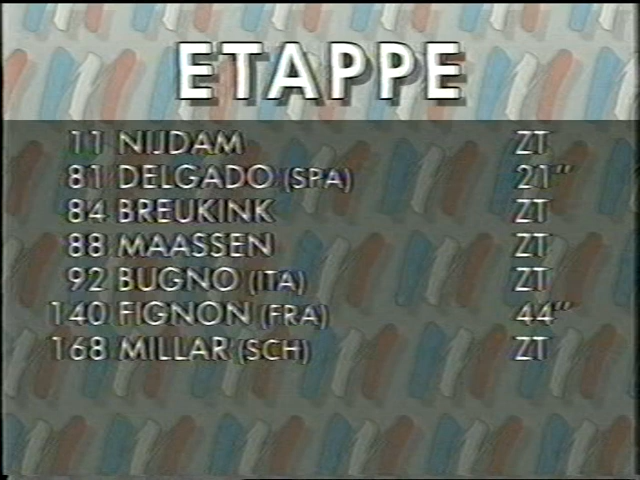 ETAPPE
11 NIJDAM ZT
81 DELGADO (SPA) 21"
84 BREUKINK ZT
88 MAASSEN ZT
92 BUGNO (ITA) ZT
140 FIGNON (FRA) 44"
168 MILLAR (SCH) ZT